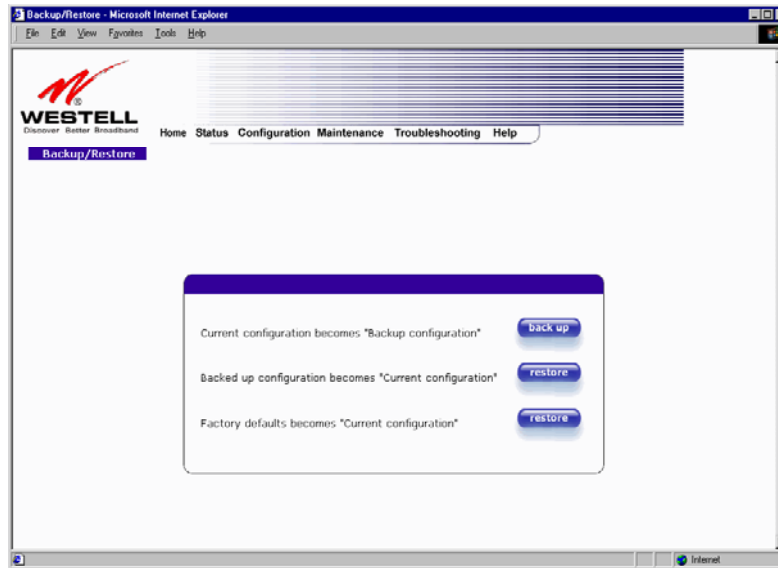 Backup/Restore - Microsoft Internet Explorer
File Edit View Favorites Tools Help
WESTELL
®
Discover Better Broadband
Home Status Configuration Maintenance Troubleshooting Help
Backup/Restore
Current configuration becomes "Backup configuration" back up
Backed up configuration becomes "Current configuration" restore
Factory defaults becomes "Current configuration" restore
Internet